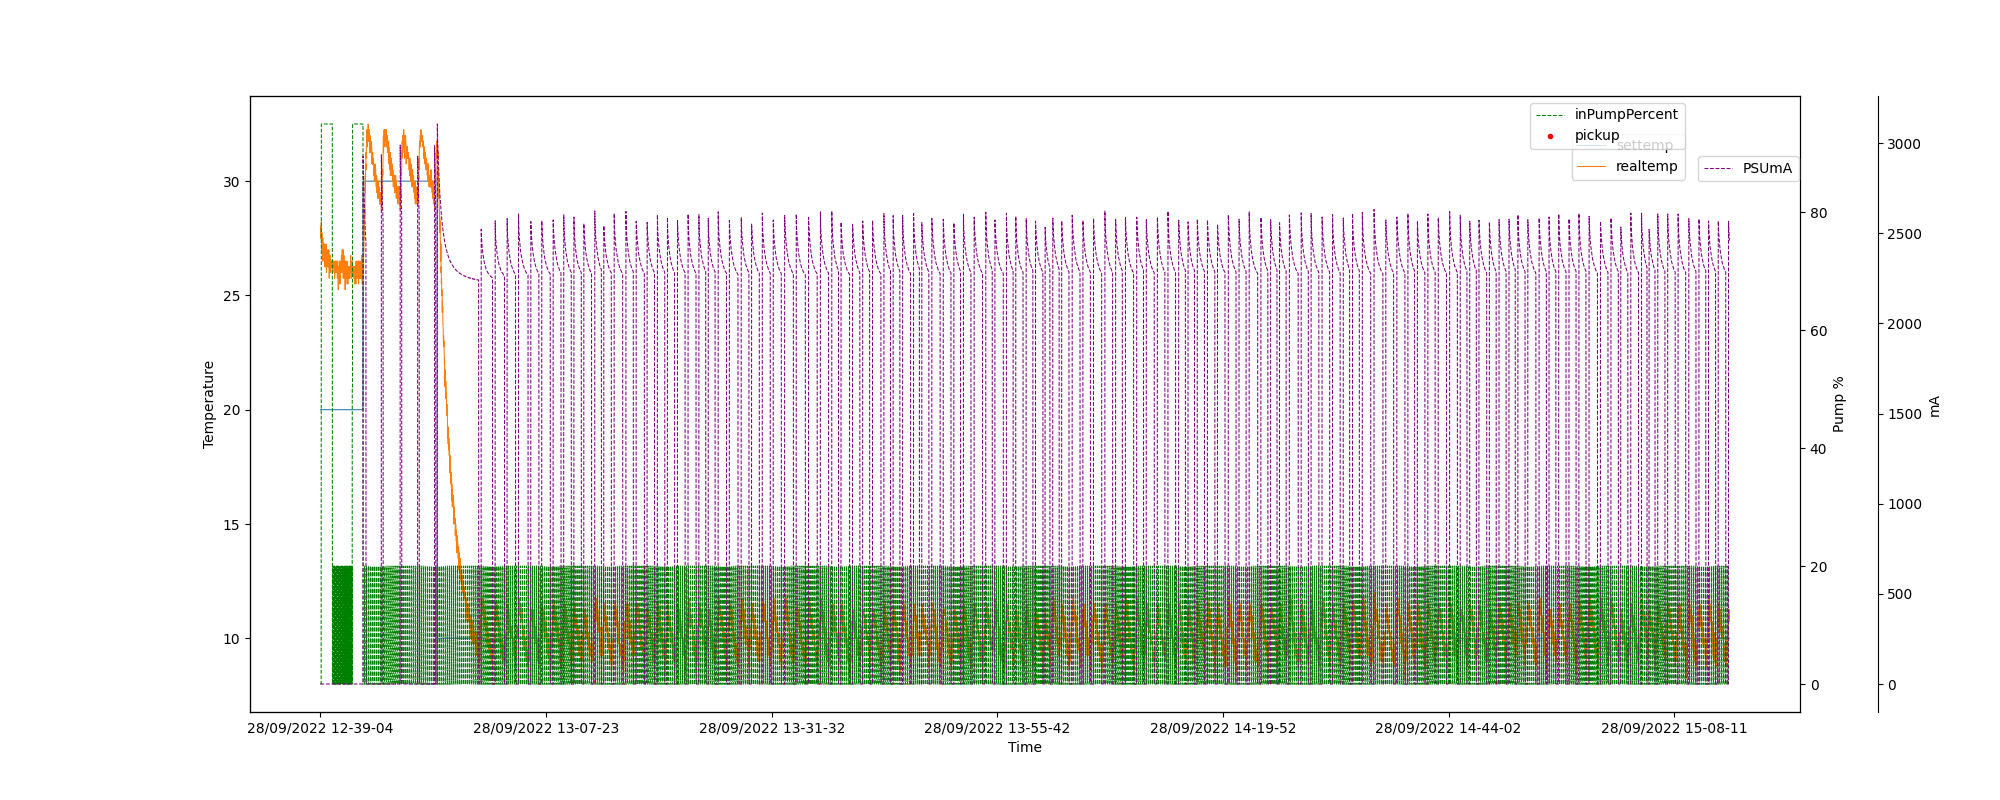 inPumpPercent
pickup
settemp
realtemp
PSUmA
30
25
20
15
10
Temperature
80
60
40
20
0
Pump %
3000
2500
2000
1500
1000
500
0
mA
28/09/2022 12-39-04
28/09/2022 13-07-23
28/09/2022 13-31-32
28/09/2022 13-55-42
28/09/2022 14-19-52
28/09/2022 14-44-02
28/09/2022 15-08-11
Time